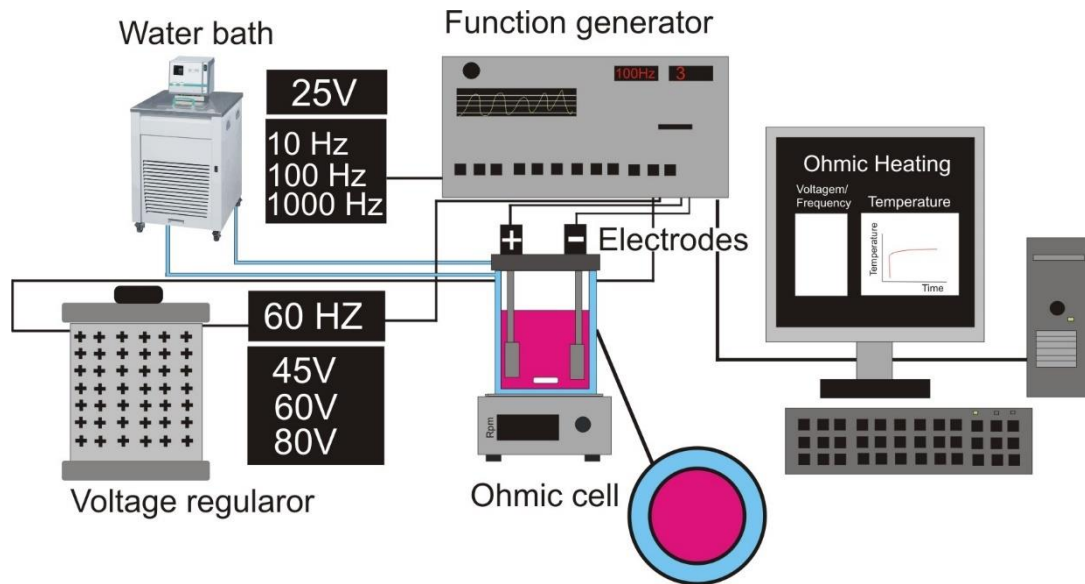 Water bath
Function generator
25V
10 Hz
100 Hz
1000 Hz
100Hz 3
Ohmic Heating
Voltagem/
Frequency
Temperature
Temperature
Time
+
−
Electrodes
60 HZ
45V
60V
80V
Rpm
Voltage regularor
Ohmic cell